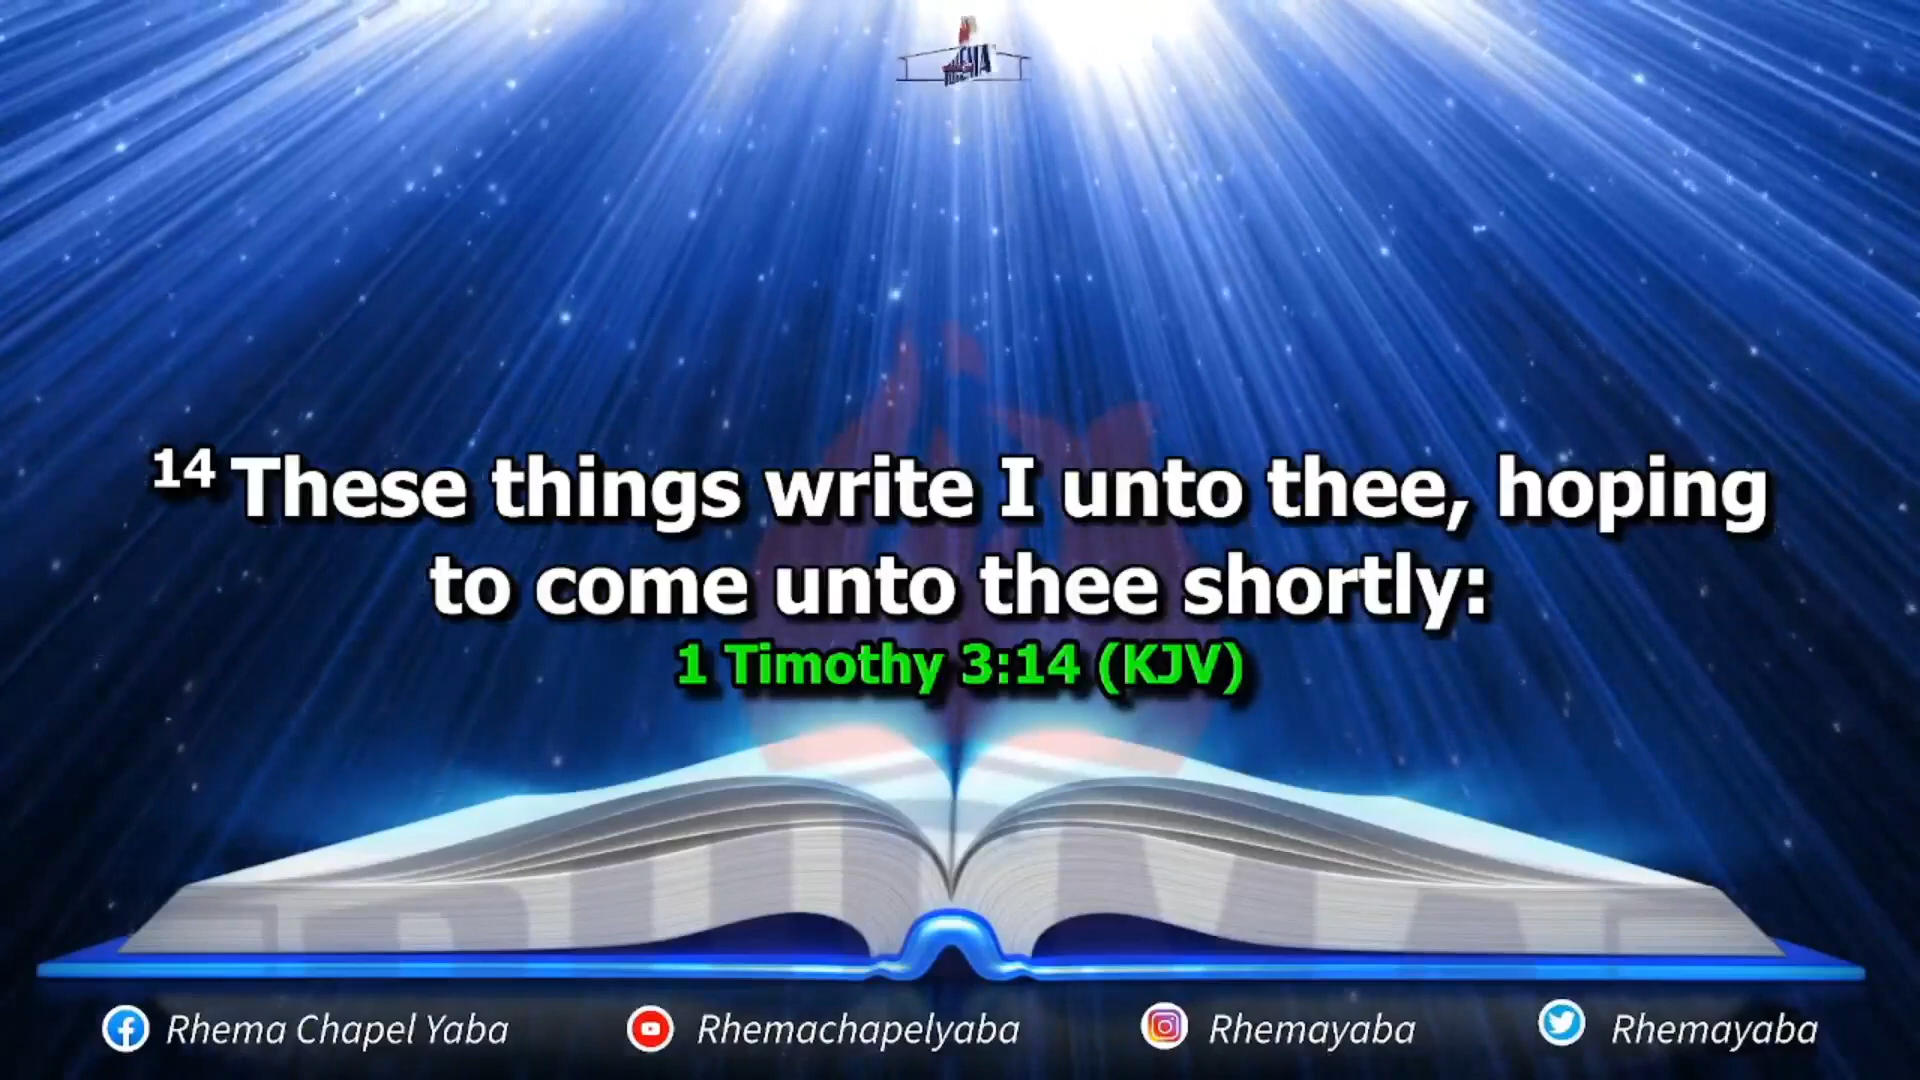 14 These things write I unto thee, hoping
to come unto thee shortly:
1 Timothy 3:14 (KJV)
Rhema Chapel Yaba
Rhemachapelyaba
Rhemayaba
Rhemayaba